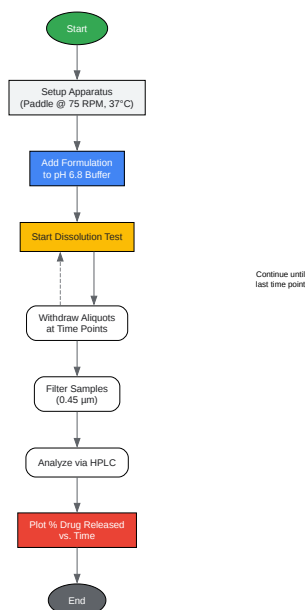 Start
Setup Apparatus
(Paddle @ 75 RPM, 37°C)
Add Formulation
to pH 6.8 Buffer
Start Dissolution Test
Continue until
last time point
Withdraw Aliquots
at Time Points
Filter Samples
(0.45 µm)
Analyze via HPLC
Plot % Drug Released
vs. Time
End